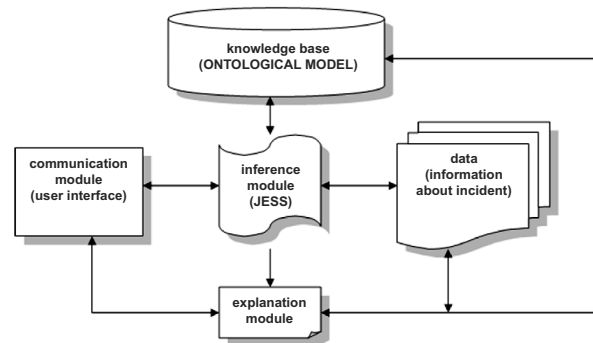 knowledge base
(ONTOLOGICAL MODEL)
communication
module
(user interface)
inference
module
(JESS)
data
(information
about incident)
explanation
module